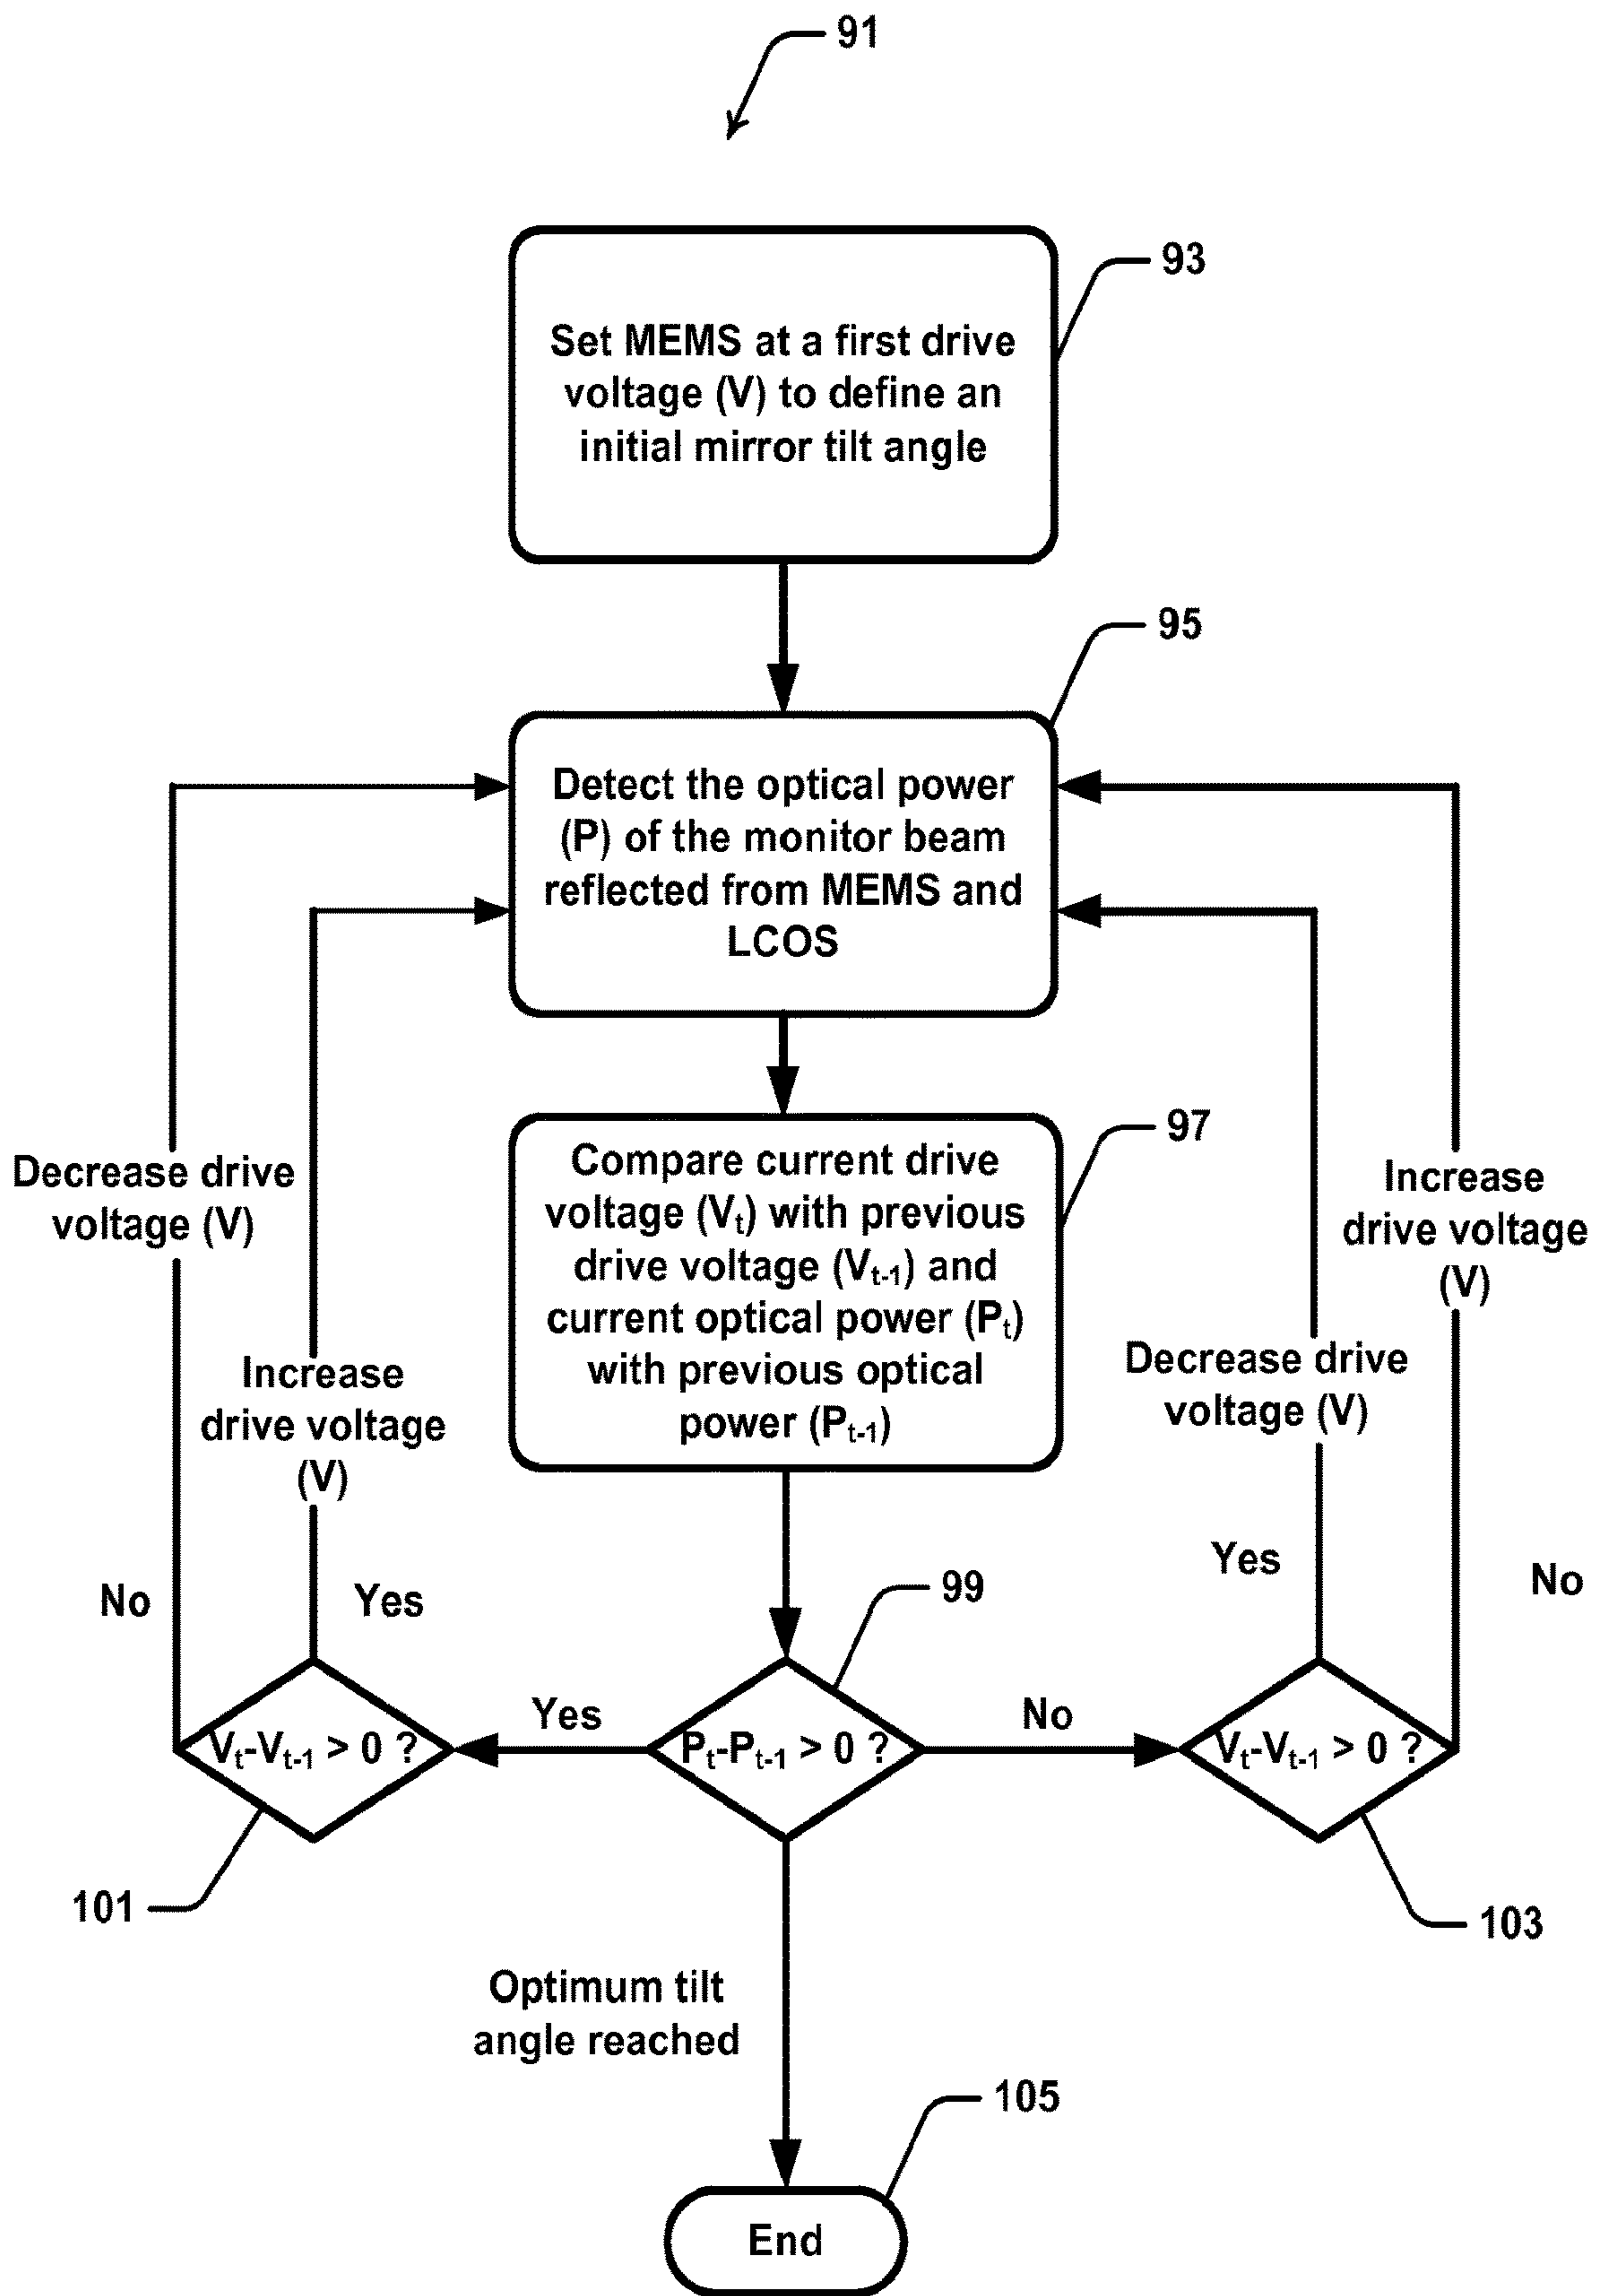 91
93
Set MEMS at a first drive
voltage (V) to define an
initial mirror tilt angle
95
Detect the optical power
(P) of the monitor beam
reflected from MEMS and
LCOS
97
Compare current drive
voltage (Vt) with previous
drive voltage (Vt-1) and
current optical power (Pt)
with previous optical
power (Pt-1)
Decrease drive
voltage (V)
Increase
drive voltage
(V)
Decrease drive
voltage (V)
Increase
drive voltage
(V)
No
Yes
99
Yes
No
Vt-Vt-1 > 0 ?
Yes
Pt-Pt-1 > 0 ?
No
Vt-Vt-1 > 0 ?
101
103
Optimum tilt
angle reached
105
End